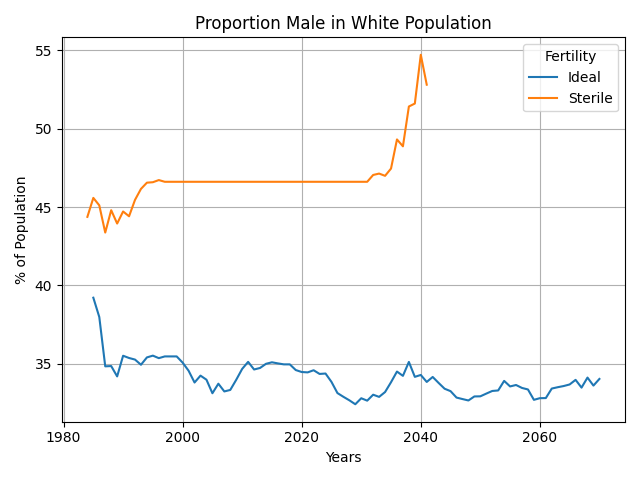 Proportion Male in White Population
Fertility
Ideal
Sterile
% of Population
55
50
45
40
35
1980
2000
2020
2040
2060
Years